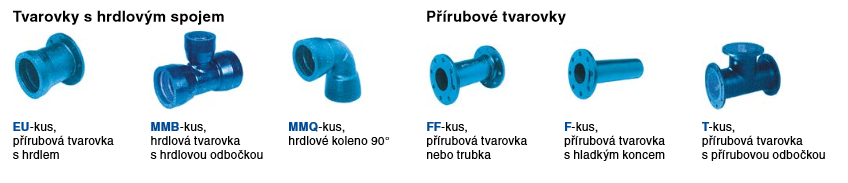 Tvarovky s hrdlovým spojem
EU-kus,
přírubová tvarovka
s hrdlem
MMB-kus,
hrdlová tvarovka
s hrdlovou odbočkou
MMQ-kus,
hrdlové koleno 90°
Přírubové tvarovky
FF-kus,
přírubová tvarovka
nebo trubka
F-kus,
přírubová tvarovka
s hladkým koncem
T-kus,
přírubová tvarovka
s přírubovou odbočkou